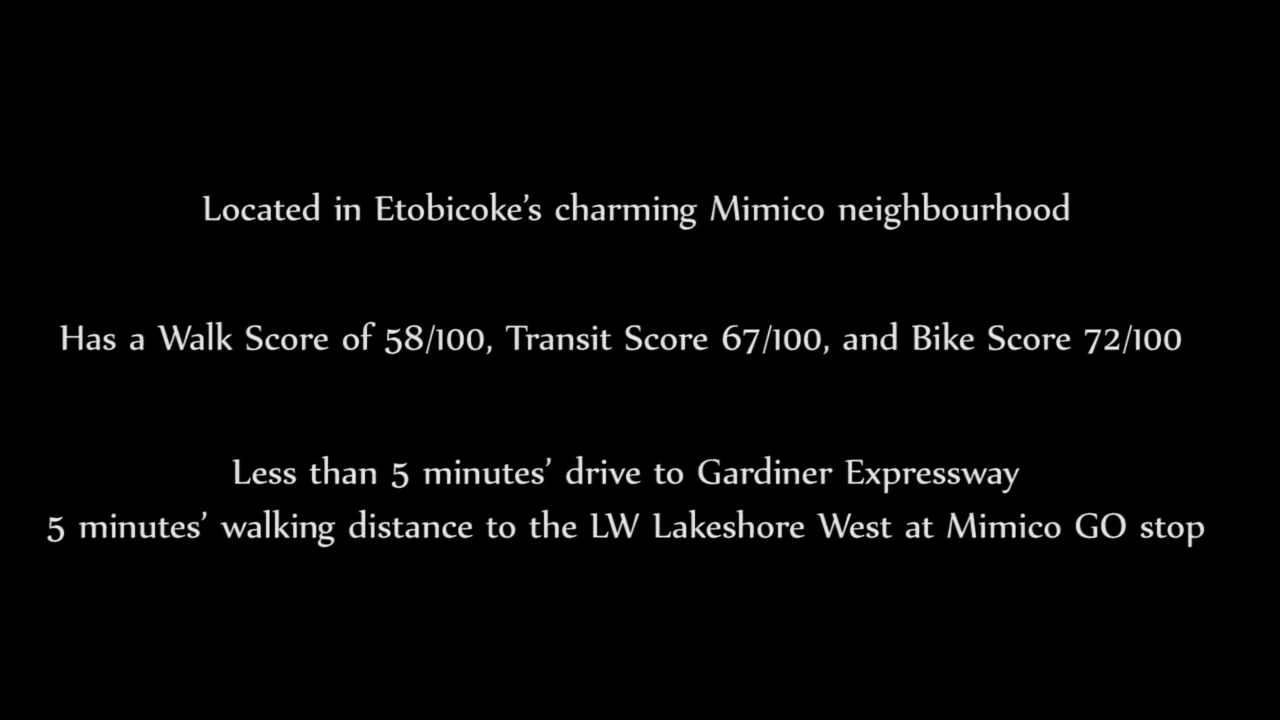 Located in Etobicoke’s charming Mimico neighbourhood
Has a Walk Score of 58/100, Transit Score 67/100, and Bike Score 72/100
Less than 5 minutes’ drive to Gardiner Expressway
5 minutes’ walking distance to the LW Lakeshore West at Mimico GO stop